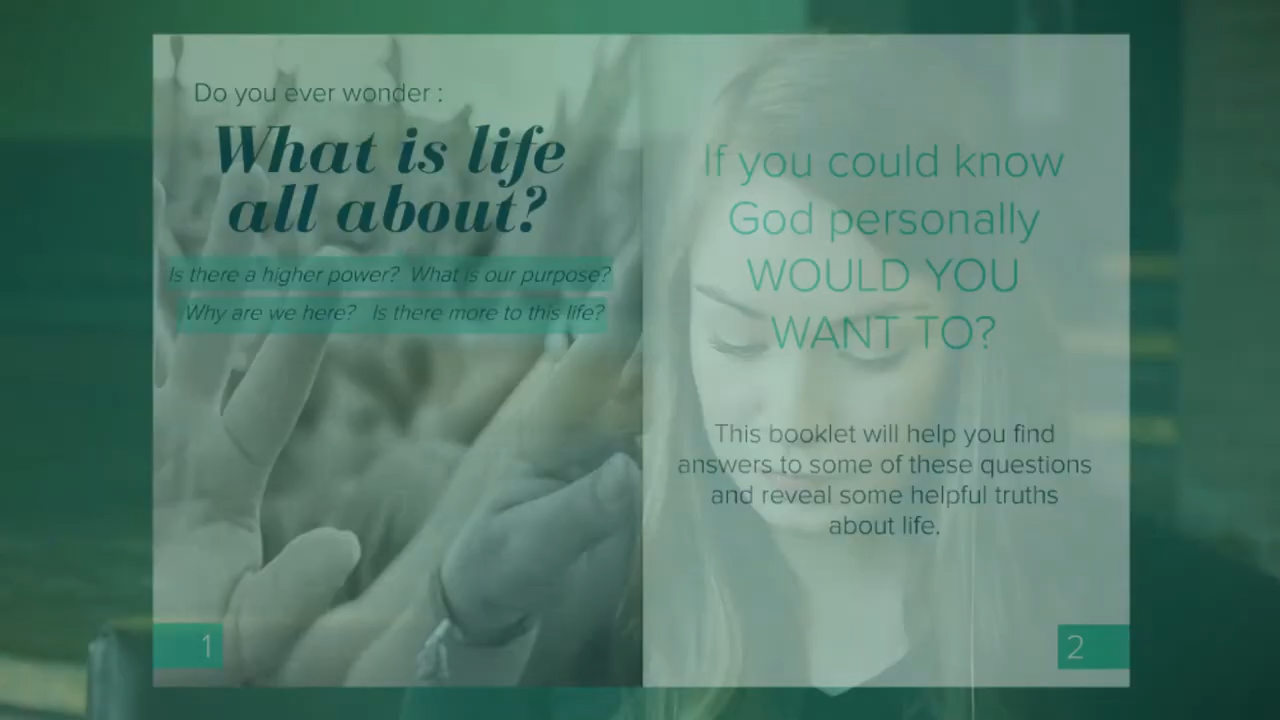 Do you ever wonder :
What is life
all about?
Is there a higher power? What is our purpose?
Why are we here? Is there more to this life?
1
If you could know
God personally
WOULD YOU
WANT TO?
This booklet will help you find
answers to some of these questions
and reveal some helpful truths
about life.
2